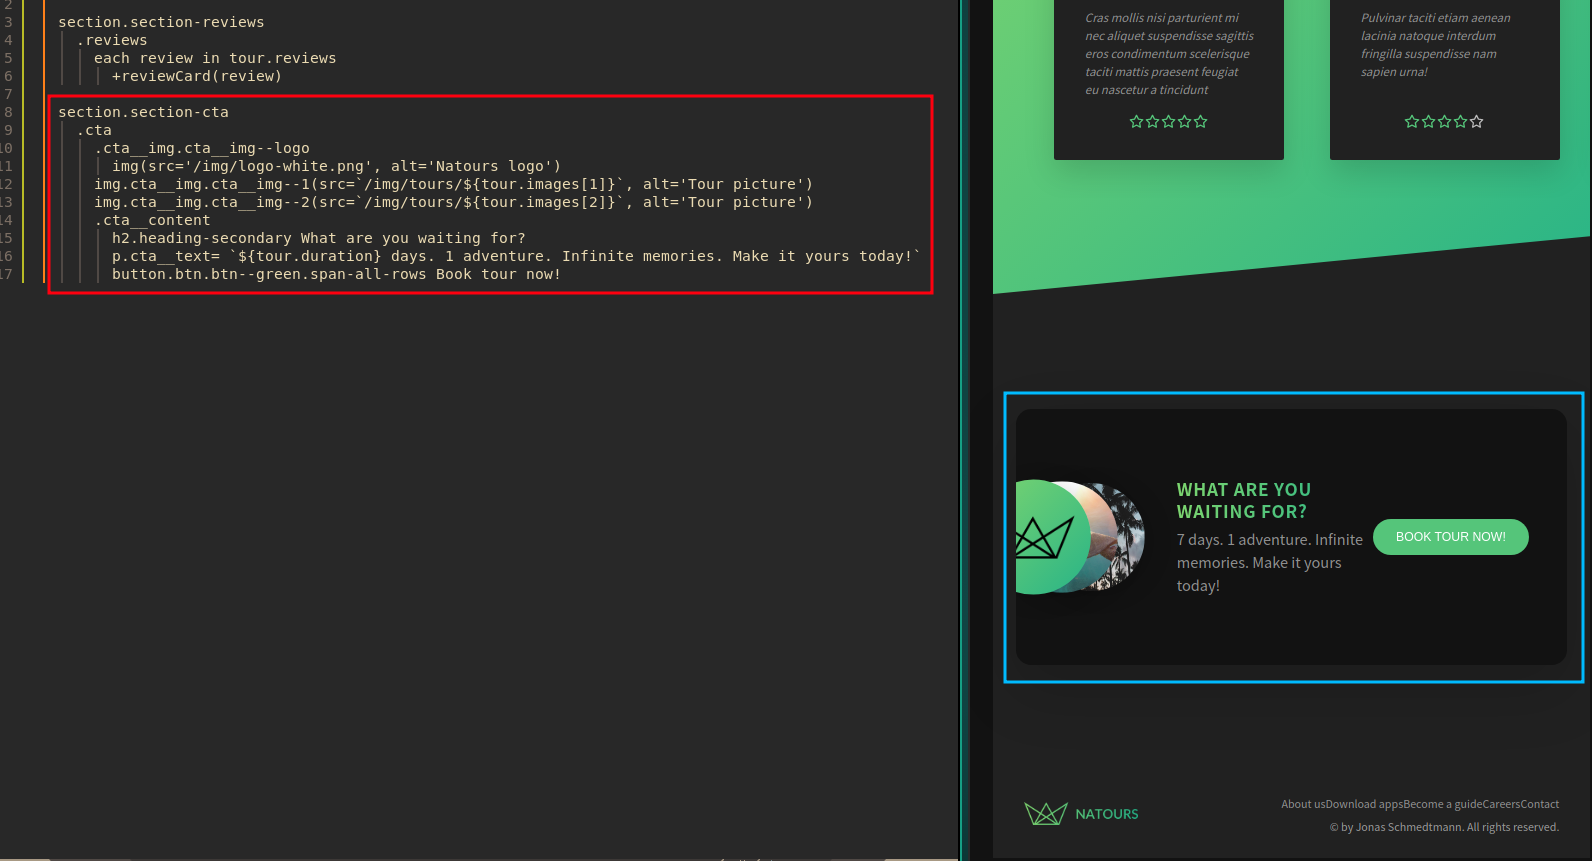 2
3 section.section-reviews
4 .reviews
5 each review in tour.reviews
6 +reviewCard(review)
7
8 section.section-cta
9 .cta
10 .cta__img.cta__img--logo
11 img(src='/img/logo-white.png', alt='Natours logo')
12 img.cta__img.cta__img--1(src=`/img/tours/${tour.images[1]}`, alt='Tour picture')
13 img.cta__img.cta__img--2(src=`/img/tours/${tour.images[2]}`, alt='Tour picture')
14 .cta__content
15 h2.heading-secondary What are you waiting for?
16 p.cta__text= `${tour.duration} days. 1 adventure. Infinite memories. Make it yours today!`
17 button.btn.btn--green.span-all-rows Book tour now!
Cras mollis nisi parturient mi
nec aliquet suspendisse sagittis
eros condimentum scelerisque
taciti mattis praesent feugiat
eu nascetur a tincidunt
Pulvinar taciti etiam aenean
lacinia natoque interdum
fringilla suspendisse nam
sapien urna!
WHAT ARE YOU
WAITING FOR?
7 days. 1 adventure. Infinite
memories. Make it yours
today!
BOOK TOUR NOW!
NATOURS
About usDownload appsBecome a guideCareersContact
© by Jonas Schmedtmann. All rights reserved.